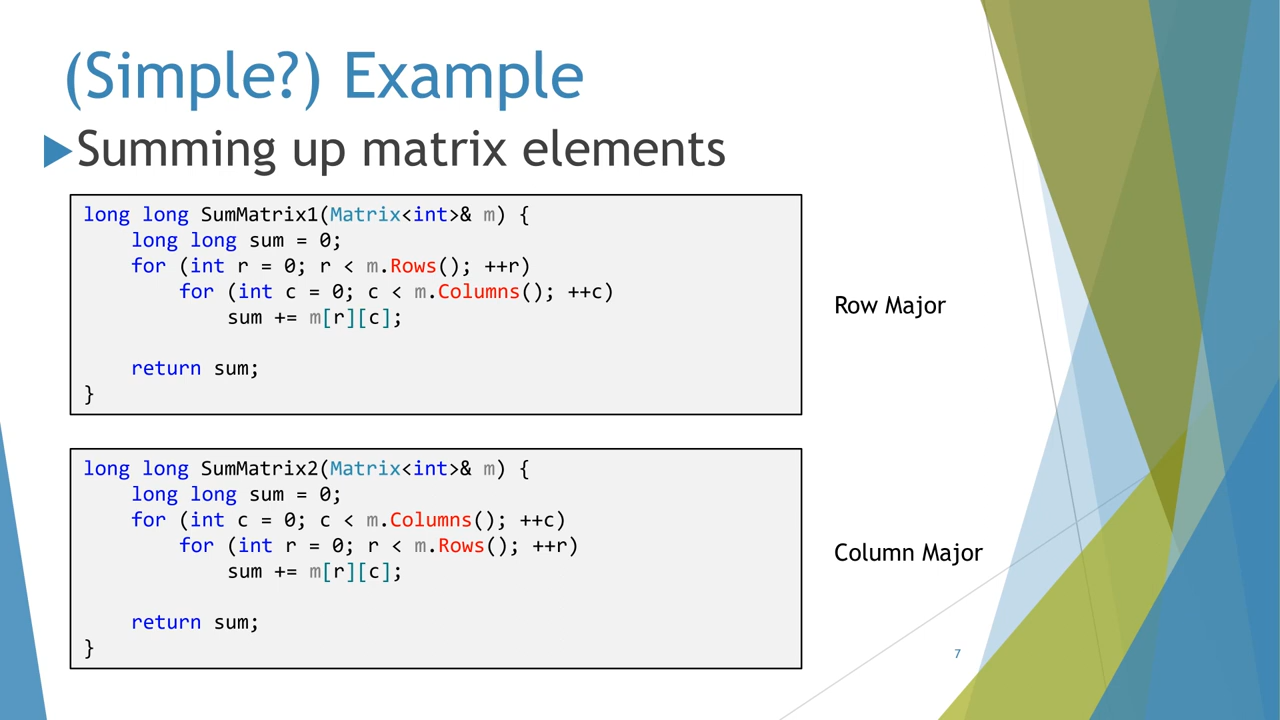 (Simple?) Example
Summing up matrix elements
long long SumMatrix1(Matrix<int>& m) {
    long long sum = 0;
    for (int r = 0; r < m.Rows(); ++r)
        for (int c = 0; c < m.Columns(); ++c)
            sum += m[r][c];

    return sum;
}
Row Major
long long SumMatrix2(Matrix<int>& m) {
    long long sum = 0;
    for (int c = 0; c < m.Columns(); ++c)
        for (int r = 0; r < m.Rows(); ++r)
            sum += m[r][c];

    return sum;
}
Column Major
7